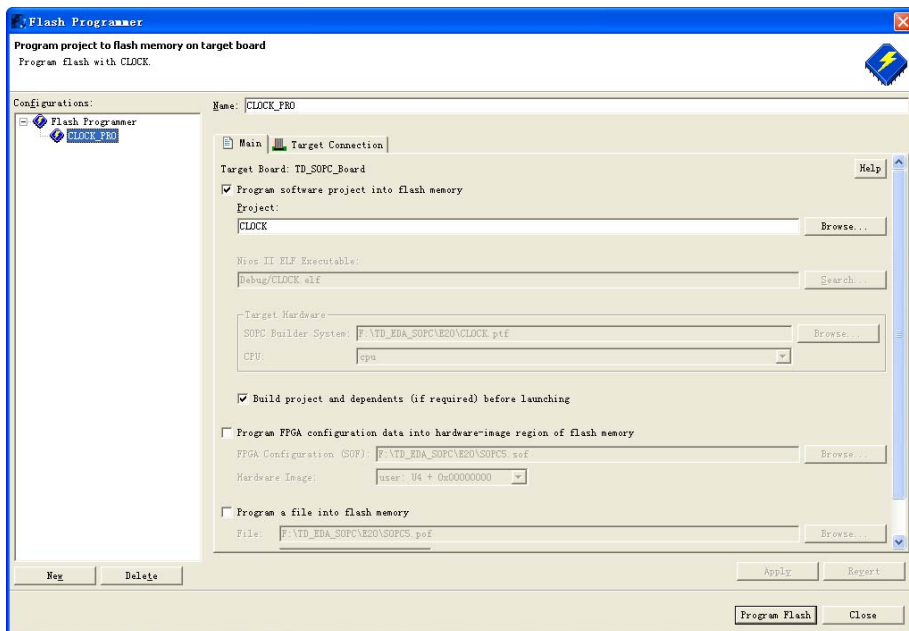 Flash Programmer
Program project to flash memory on target board
Program flash with CLOCK.
Configurations:
Flash Programmer
CLOCK_PRO
New
Delete
Name: CLOCK_PRO
Main
Target Connection
Target Board: TD_SOPC_Board
Help
Program software project into flash memory
Project:
CLOCK
Browse...
Nios II ELF Executable:
Debug/CLOCK.elf
Search...
Target Hardware
SOPC Builder System: F:\TD_EDA_SOPC\E20\CLOCK.ptf
Browse...
CPU: cpu
Build project and dependents (if required) before launching
Program FPGA configuration data into hardware-image region of flash memory
FPGA Configuration (SOF): F:\TD_EDA_SOPC\E20\SOPC5.sof
Browse...
Hardware Image: user: U4 + 0x00000000
Program a file into flash memory
File: F:\TD_EDA_SOPC\E20\SOPC5.pof
Browse...
Apply
Revert
Program Flash
Close